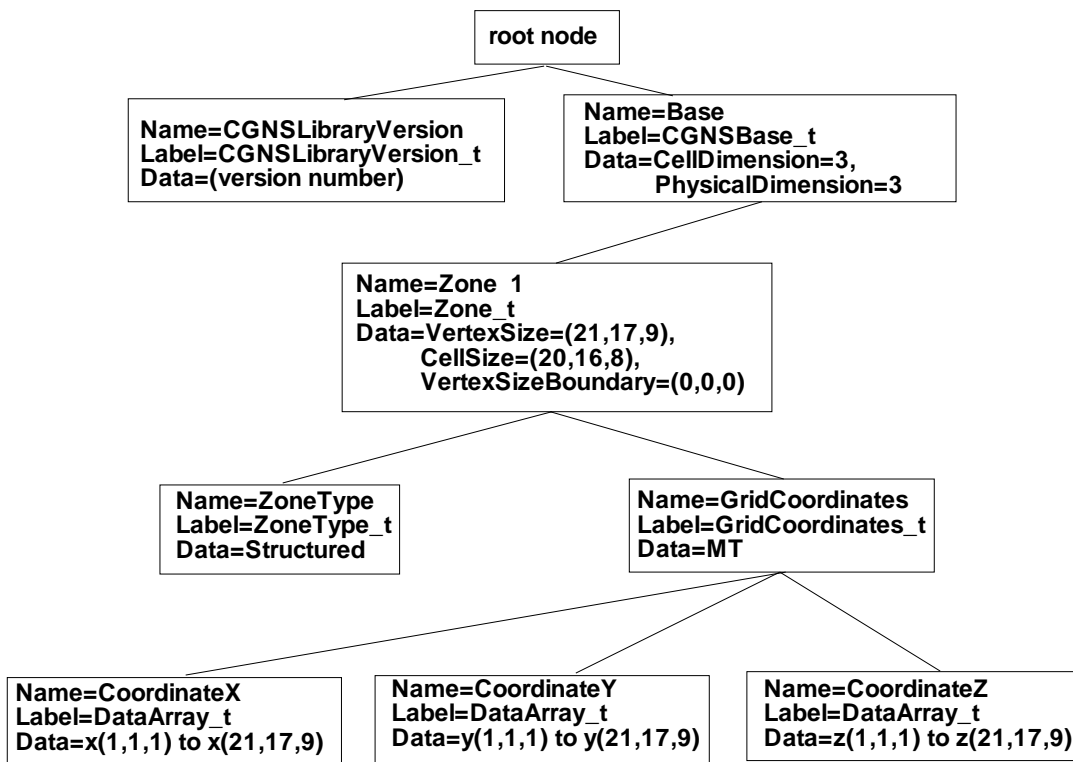 root node
Name=CGNSLibraryVersion
Label=CGNSLibraryVersion_t
Data=(version number)
Name=Base
Label=CGNSBase_t
Data=CellDimension=3,
PhysicalDimension=3
Name=Zone 1
Label=Zone_t
Data=VertexSize=(21,17,9),
CellSize=(20,16,8),
VertexSizeBoundary=(0,0,0)
Name=ZoneType
Label=ZoneType_t
Data=Structured
Name=GridCoordinates
Label=GridCoordinates_t
Data=MT
Name=CoordinateX
Label=DataArray_t
Data=x(1,1,1) to x(21,17,9)
Name=CoordinateY
Label=DataArray_t
Data=y(1,1,1) to y(21,17,9)
Name=CoordinateZ
Label=DataArray_t
Data=z(1,1,1) to z(21,17,9)